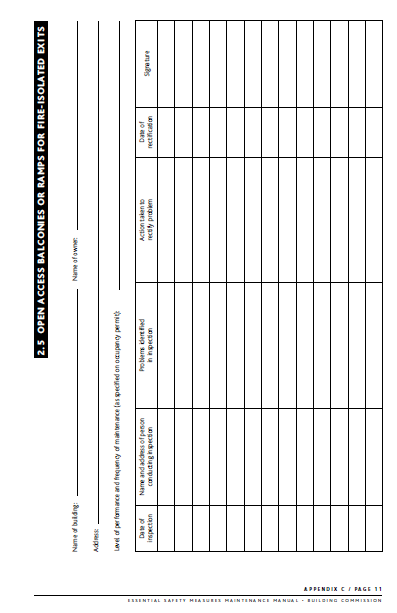 2.5 OPEN ACCESS BALCONIES OR RAMPS FOR FIRE-ISOLATED EXITS
Name of building: Name of owner:
Address:
Level of performance and frequency of maintenance (as specified on occupancy permit):
Date of
inspection
Name and address of person
conducting inspection
Problems identified
in inspection
Action taken to
rectify problem
Date of
rectification
Signature
APPENDIX C / PAGE 11
ESSENTIAL SAFETY MEASURES MAINTENANCE MANUAL • BUILDING COMMISSION